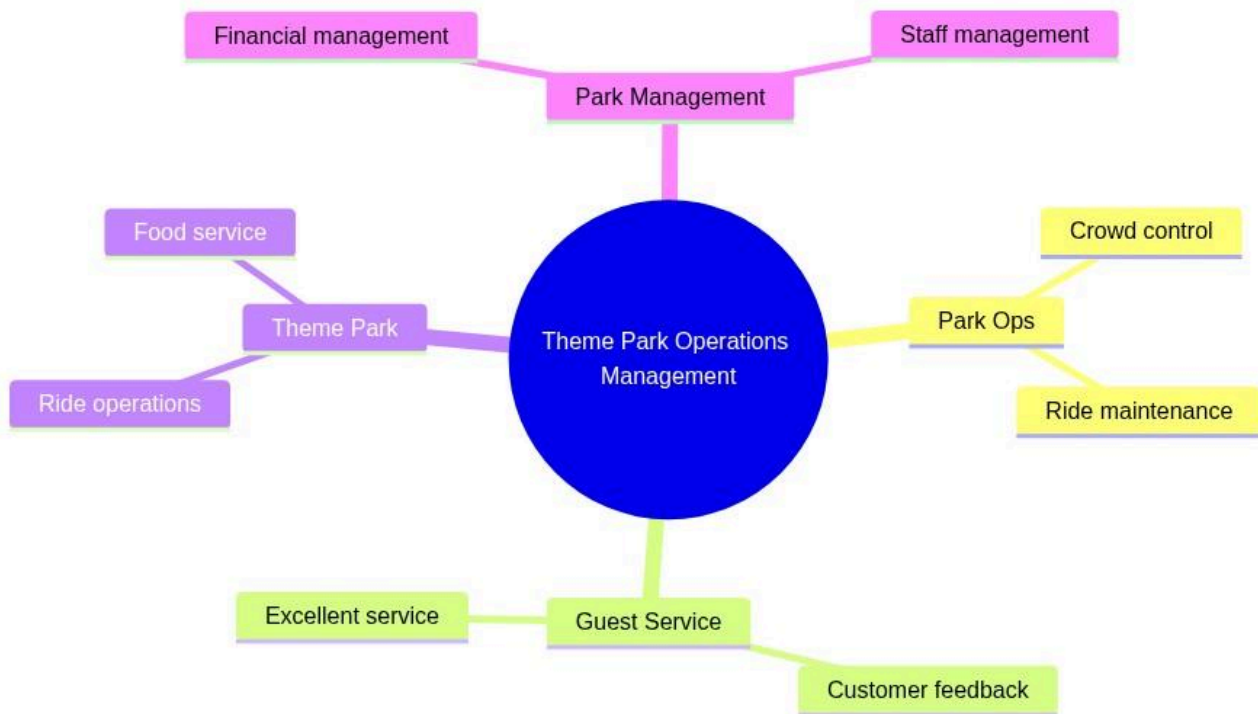 Financial management
Staff management
Park Management
Food service
Crowd control
Theme Park
Park Ops
Theme Park Operations
Management
Ride operations
Ride maintenance
Excellent service
Guest Service
Customer feedback